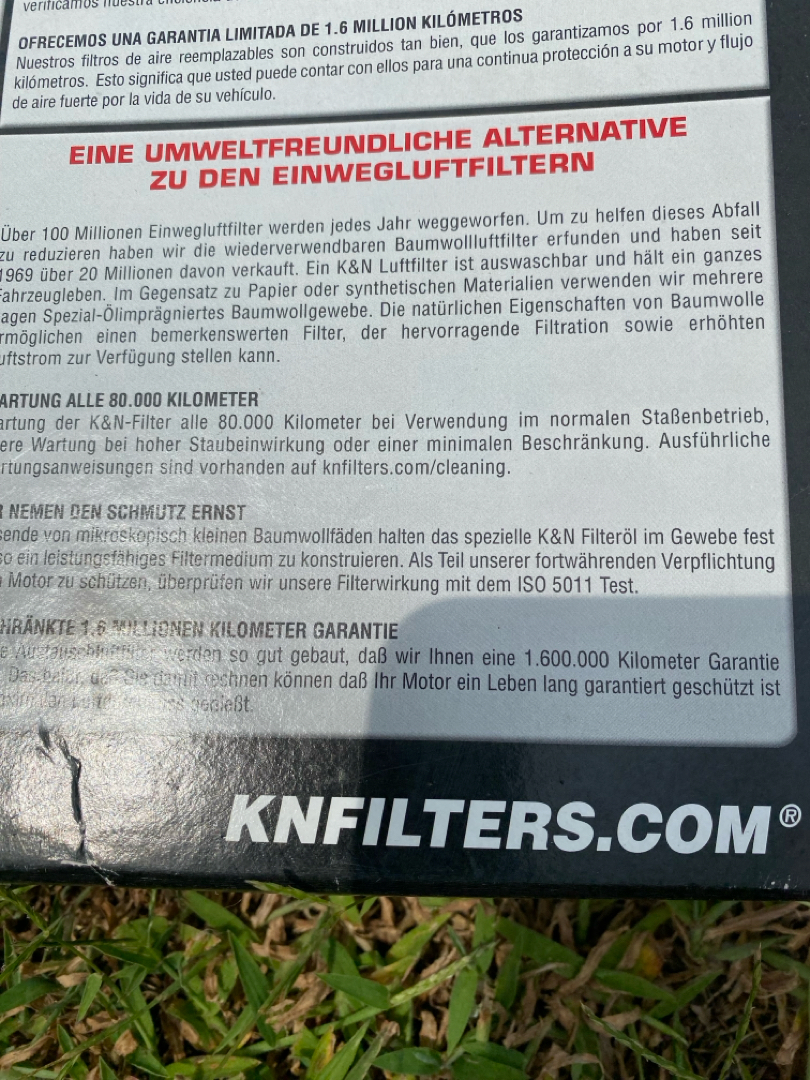 verificamos nuestra
OFRECEMOS UNA GARANTIA LIMITADA DE 1.6 MILLION KILÓMETROS
Nuestros filtros de aire reemplazables son construidos tan bien, que los garantizamos por 1.6 million
kilómetros. Esto significa que usted puede contar con ellos para una continua protección a su motor y flujo
de aire fuerte por la vida de su vehículo.
EINE UMWELTFREUNDLICHE ALTERNATIVE
ZU DEN EINWEGLUFTFILTERN
Über 100 Millionen Einwegluftfilter werden jedes Jahr weggeworfen. Um zu helfen dieses Abfall
zu reduzieren haben wir die wiederverwendbaren Baumwollluftfilter erfunden und haben seit
1969 über 20 Millionen davon verkauft. Ein K&N Luftfilter ist auswaschbar und hält ein ganzes
Fahrzeugleben. Im Gegensatz zu Papier oder synthetischen Materialien verwenden wir mehrere
agen Spezial-Ölimprägniertes Baumwollgewebe. Die natürlichen Eigenschaften von Baumwolle
rmöglichen einen bemerkenswerten Filter, der hervorragende Filtration sowie erhöhten
uftstrom zur Verfügung stellen kann.
ARTUNG ALLE 80.000 KILOMETER
artung der K&N-Filter alle 80.000 Kilometer bei Verwendung im normalen Staßenbetrieb,
ere Wartung bei hoher Staubeinwirkung oder einer minimalen Beschränkung. Ausführliche
rtungsanweisungen sind vorhanden auf knfilters.com/cleaning.
R NEMEN DEN SCHMUTZ ERNST
sende von mikroskopisch kleinen Baumwollfäden halten das spezielle K&N Filteröl im Gewebe fest
so ein leistungsfähiges Filtermedium zu konstruieren. Als Teil unserer fortwährenden Verpflichtung
Motor zu schützen, überprüfen wir unsere Filterwirkung mit dem ISO 5011 Test.
HRÄNKTE 1.6 MILLIONEN KILOMETER GARANTIE
e Austauschluftfilter werden so gut gebaut, daß wir Ihnen eine 1.600.000 Kilometer Garantie
daß Sie damit rechnen können daß Ihr Motor ein Leben lang garantiert geschützt ist
genießt.
KNFILTERS.COM®